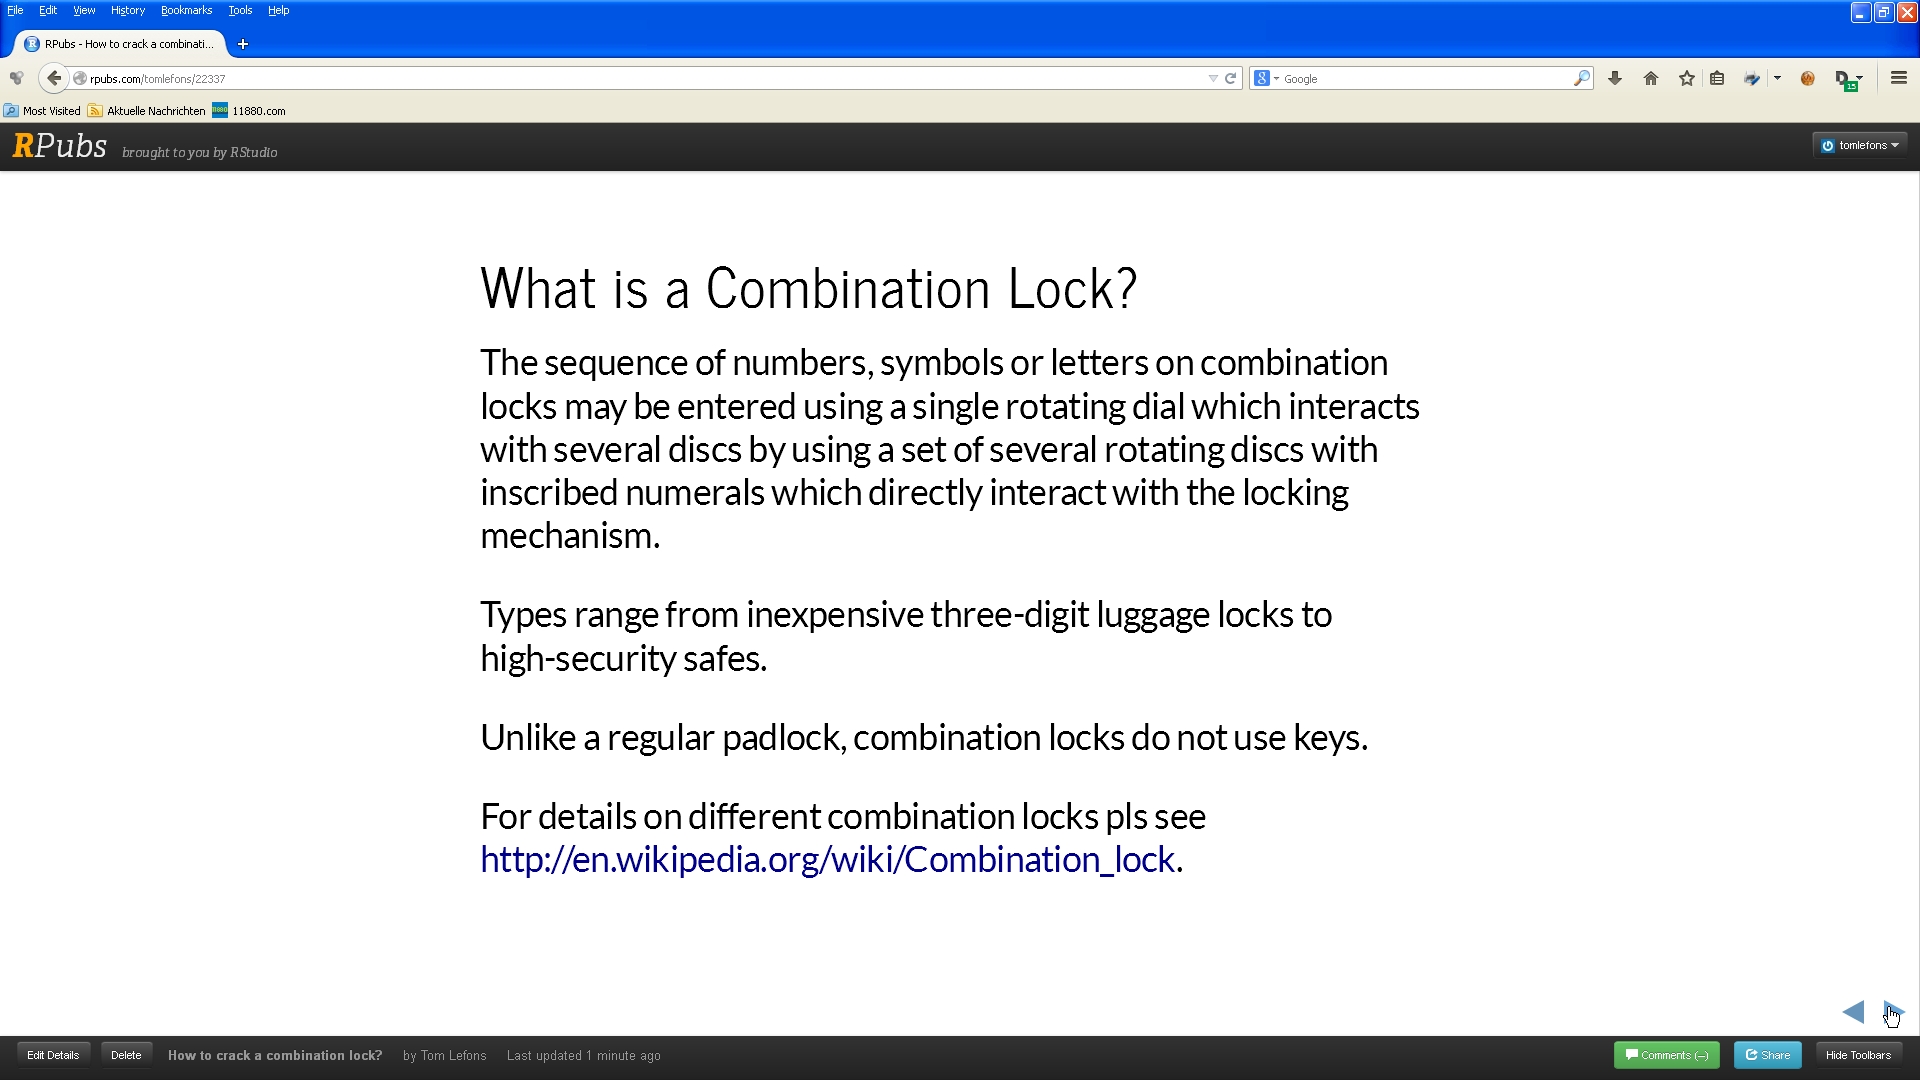 File Edit View History Bookmarks Tools Help
RPubs - How to crack a combinati... +
rpubs.com/tomlefons/22337
Google
15
Most Visited Aktuelle Nachrichten 11880.com
RPubs brought to you by RStudio
tomlefons
What is a Combination Lock?
The sequence of numbers, symbols or letters on combination
locks may be entered using a single rotating dial which interacts
with several discs by using a set of several rotating discs with
inscribed numerals which directly interact with the locking
mechanism.
Types range from inexpensive three-digit luggage locks to
high-security safes.
Unlike a regular padlock, combination locks do not use keys.
For details on different combination locks pls see
http://en.wikipedia.org/wiki/Combination_lock.
Edit Details Delete How to crack a combination lock? by Tom Lefons Last updated 1 minute ago Comments (–) Share Hide Toolbars